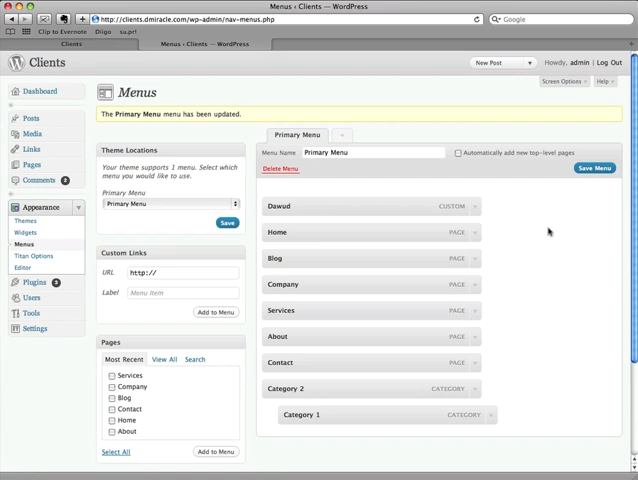 Menus ‹ Clients — WordPress
http://clients.dmiracle.com/wp-admin/nav-menus.php
Google
Clip to Evernote Diigo su.pr!
Clients
Menus ‹ Clients — WordPress
Clients
New Post
Howdy, admin | Log Out
Screen Options
Help
Dashboard
Posts
Media
Links
Pages
Comments 2
Appearance
Themes
Widgets
Menus
Titan Options
Editor
Plugins 3
Users
Tools
Settings
Menus
The Primary Menu menu has been updated.
Theme Locations
Your theme supports 1 menu. Select which
menu you would like to use.
Primary Menu
Primary Menu
Save
Custom Links
URL http://
Label Menu Item
Add to Menu
Pages
Most Recent View All Search
Services
Company
Blog
Contact
Home
About
Select All
Add to Menu
Primary Menu
+
Menu Name Primary Menu
Automatically add new top-level pages
Delete Menu
Save Menu
Dawud CUSTOM
Home PAGE
Blog PAGE
Company PAGE
Services PAGE
About PAGE
Contact PAGE
Category 2 CATEGORY
Category 1 CATEGORY